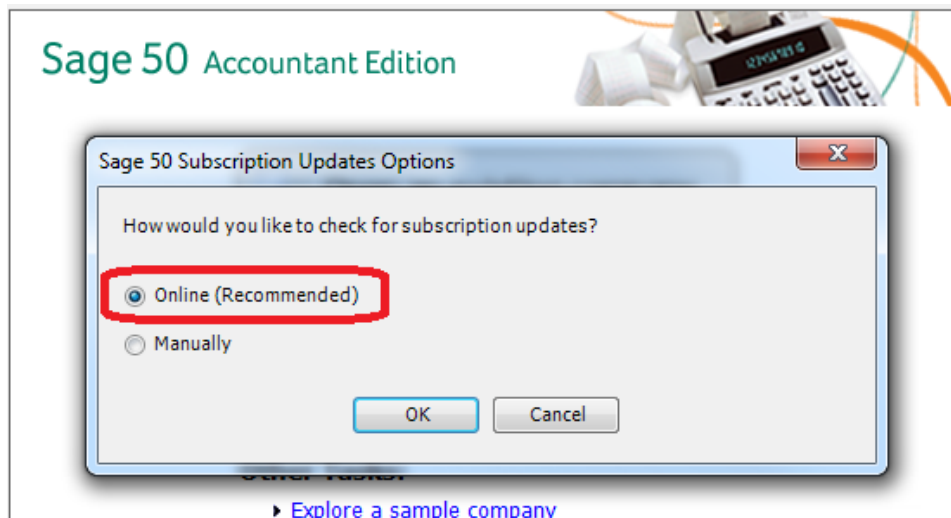 Sage 50 Accountant Edition
Sage 50 Subscription Updates Options
How would you like to check for subscription updates?
Online (Recommended)
Manually
OK Cancel
Other Tasks:
Explore a sample company